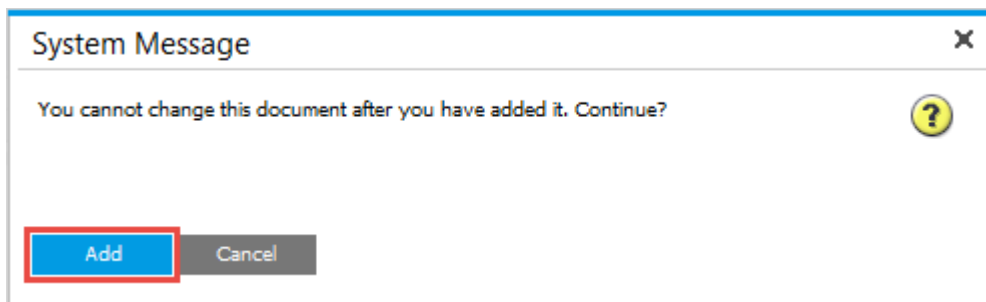 System Message
You cannot change this document after you have added it. Continue?
Add
Cancel